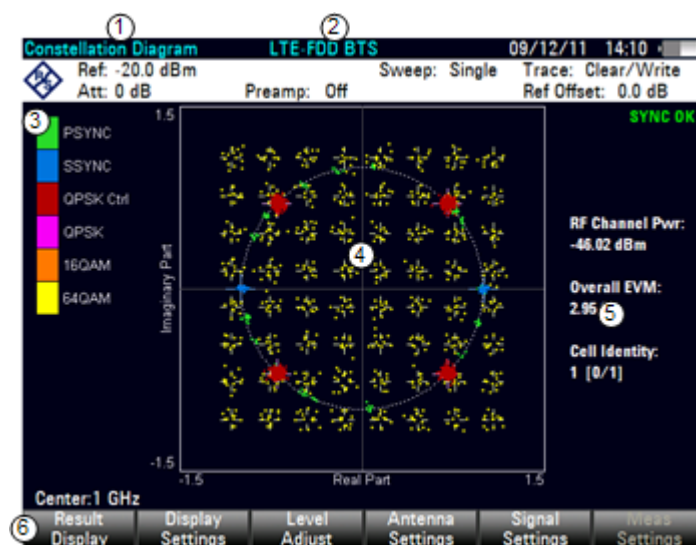 1 2
Constellation Diagram LTE-FDD BTS 09/12/11 14:10
R S Ref: -20.0 dBm Sweep: Single Trace: Clear/Write
Att: 0 dB Preamp: Off Ref Offset: 0.0 dB
3 1.5 SYNC OK
PSYNC
SSYNC
QPSK Ctrl
QPSK
16QAM
64QAM
Imaginary Part
4
RF Channel Pwr:
-46.02 dBm
Overall EVM:
2.95 5
Cell Identity:
1 [0/1]
-1.5
-1.5 Real Part 1.5
Center:1 GHz
6 Result Display Level Antenna Signal Meas
Display Settings Adjust Settings Settings Settings